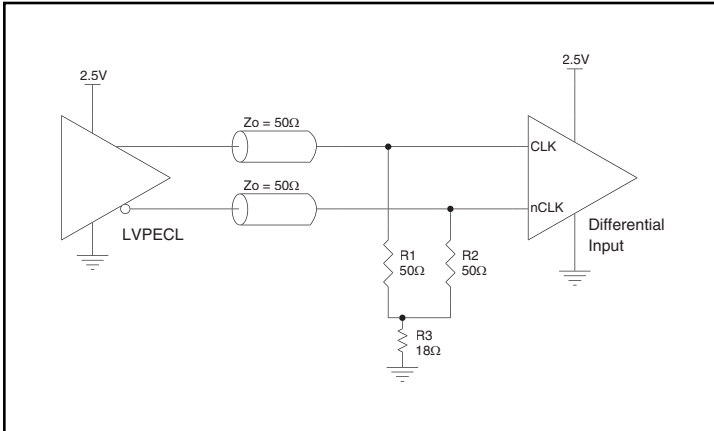 2.5V
2.5V
Zo = 50Ω
CLK
Zo = 50Ω
nCLK
LVPECL
Differential
Input
R1
50Ω
R2
50Ω
R3
18Ω